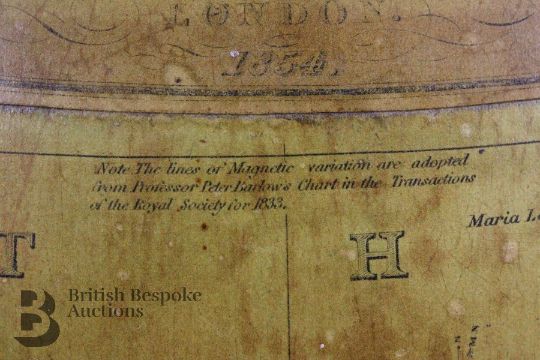 LONDON.
1854.
Note The lines of Magnetic variation are adopted
from Professor Peter Barlow's Chart in the Transactions
of the Royal Society for 1833.
Maria
T H
B
British Bespoke
Auctions